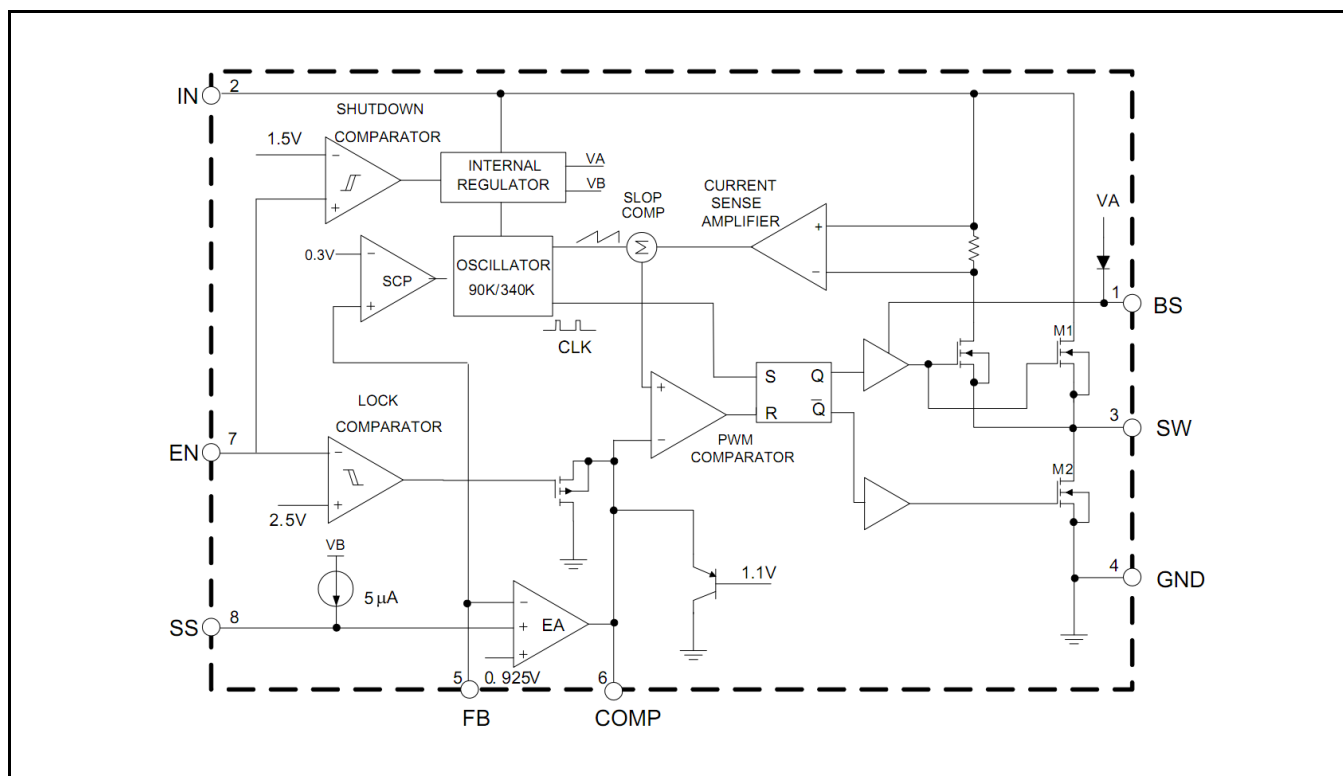 IN
2
SHUTDOWN
COMPARATOR
1.5V
−
+
INTERNAL
REGULATOR
VA
VB
SLOP
COMP
Σ
CURRENT
SENSE
AMPLIFIER
+
−
VA
0.3V
−
+
SCP
OSCILLATOR
90K/340K
CLK
1
BS
M1
S
Q
R
Q̅
+
−
PWM
COMPARATOR
3
SW
LOCK
COMPARATOR
EN
7
−
+
2.5V
M2
VB
5 μA
1.1V
4
GND
SS
8
−
+
+
EA
0. 925V
5
FB
6
COMP